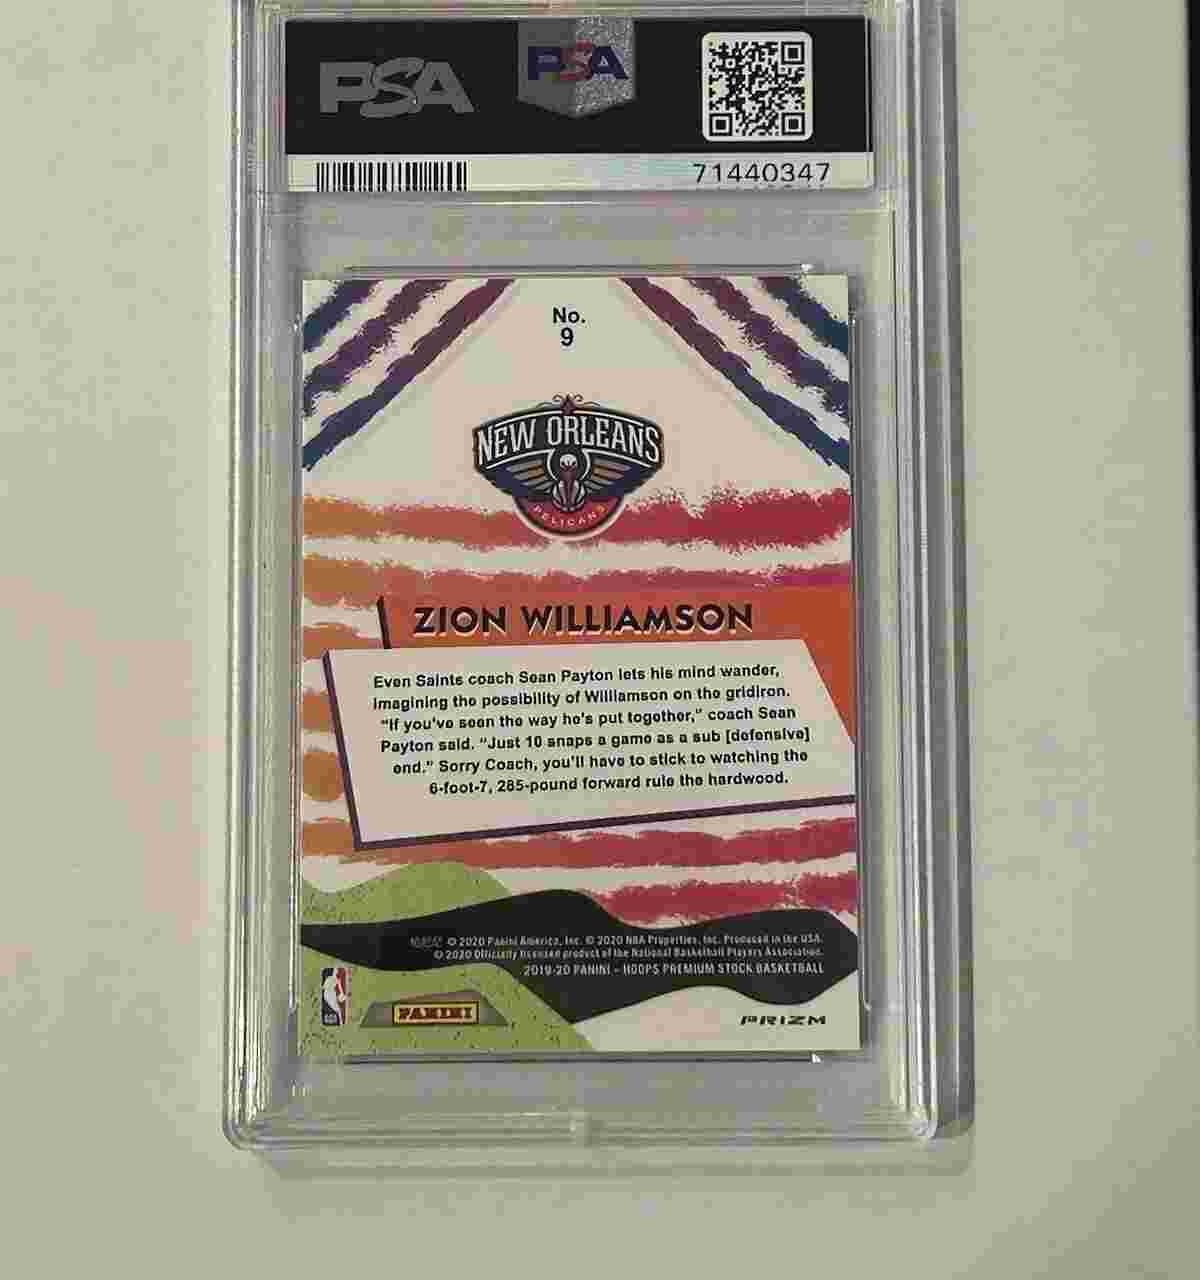 PSA
PSA
71440347
No.
9
NEW ORLEANS
PELICANS
ZION WILLIAMSON
Even Saints coach Sean Payton lets his mind wander,
imagining the possibility of Williamson on the gridiron.
"If you've seen the way he's put together," coach Sean
Payton said. "Just 10 snaps a game as a sub [defensive]
end." Sorry Coach, you'll have to stick to watching the
6-foot-7, 285-pound forward rule the hardwood.
© 2020 Panini America, Inc. © 2020 NBA Properties, Inc. Produced in the USA.
© 2020 Officially licensed product of the National Basketball Players Association.
2019-20 PANINI - HOOPS PREMIUM STOCK BASKETBALL
PANINI
PRIZM